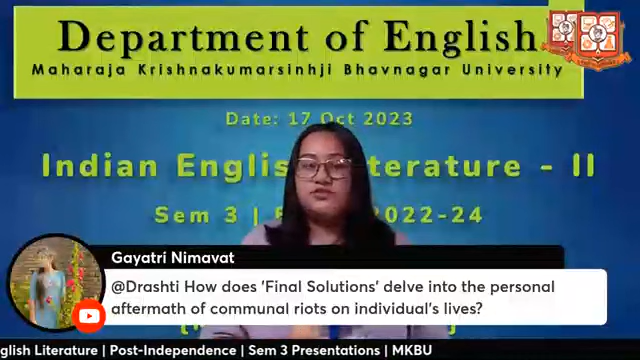 Department of English
Maharaja Krishnakumarsinhji Bhavnagar University
Date: 17 Oct 2023
Indian English Literature - II
Sem 3 | 2022-24
Gayatri Nimavat
@Drashti How does 'Final Solutions' delve into the personal
aftermath of communal riots on individual's lives?
glish Literature | Post-Independence | Sem 3 Presentations | MKBU